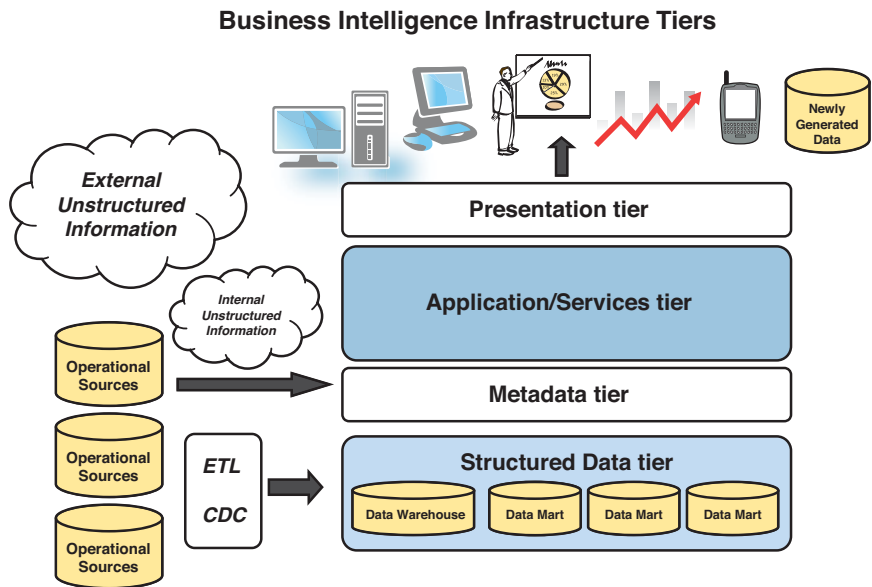 Business Intelligence Infrastructure Tiers
Newly
Generated
Data
External
Unstructured
Information
Presentation tier
Internal
Unstructured
Information
Application/Services tier
Operational
Sources
Metadata tier
Operational
Sources
ETL
CDC
Structured Data tier
Data Warehouse
Data Mart
Data Mart
Data Mart
Operational
Sources